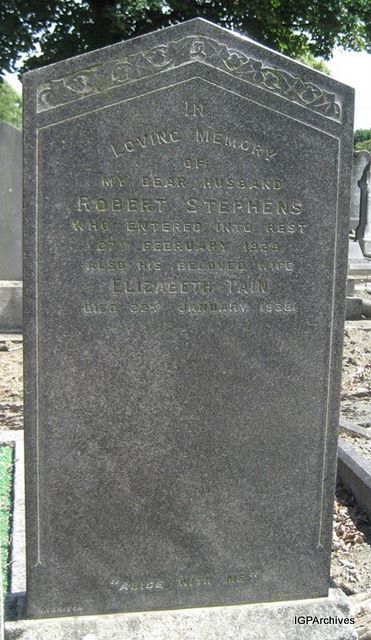 IN
LOVING MEMORY
OF
MY DEAR HUSBAND
ROBERT STEPHENS
WHO ENTERED INTO REST
27TH FEBRUARY 1929
ALSO HIS BELOVED WIFE
ELIZABETH TAIN
DIED 22ND JANUARY 1938
"ABIDE WITH ME"
HARRISON
IGPArchives